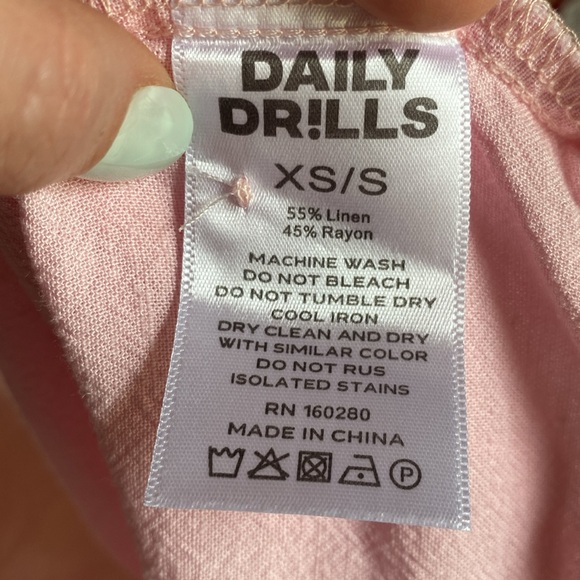 DAILY
DR!LLS
XS/S
55% Linen
45% Rayon
MACHINE WASH
DO NOT BLEACH
DO NOT TUMBLE DRY
COOL IRON
DRY CLEAN AND DRY
WITH SIMILAR COLOR
DO NOT RUS
ISOLATED STAINS
RN 160280
MADE IN CHINA
P